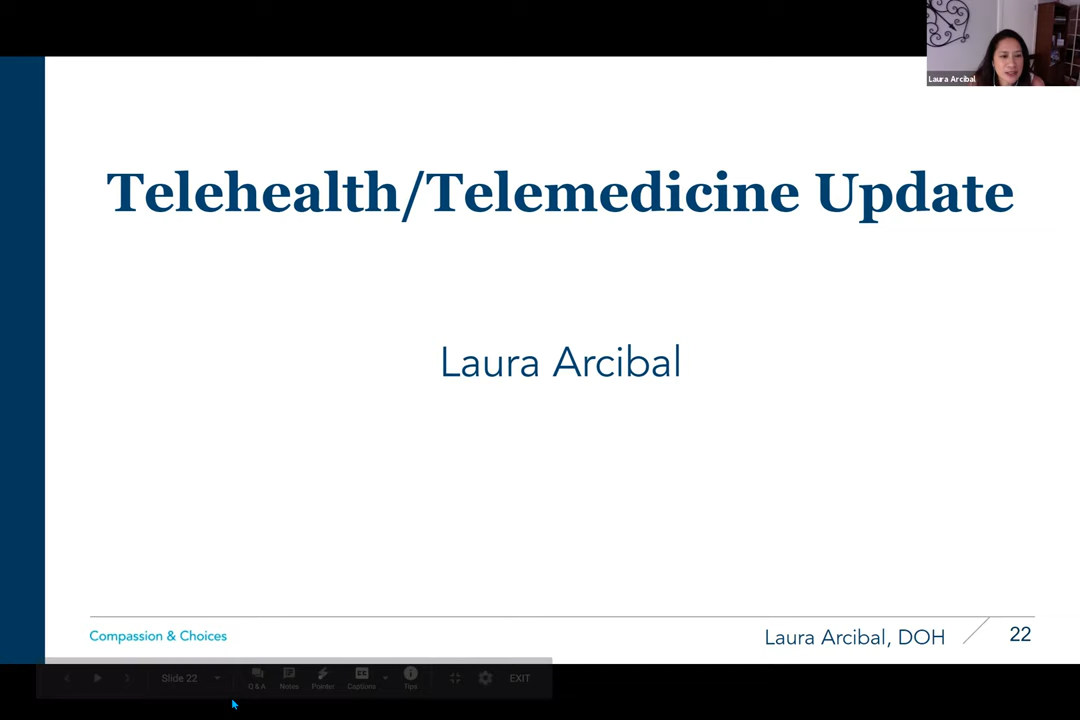 Laura Arcibal
Telehealth/Telemedicine Update
Laura Arcibal
Compassion & Choices
Laura Arcibal, DOH
22
Slide 22
Q & A
Notes
Pointer
Captions
Tips
EXIT